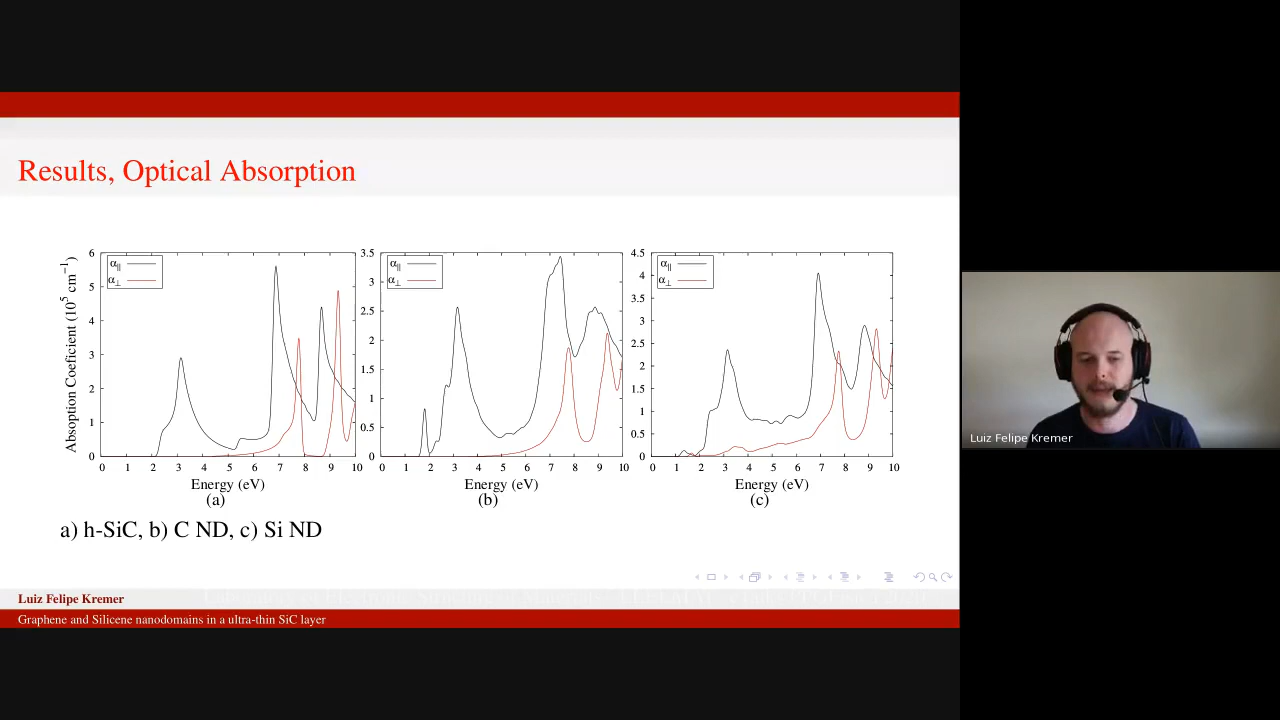 Results, Optical Absorption
Absoption Coeficient (10^5 cm^−1)
6
5
4
3
2
1
0
α||
α⊥
0 1 2 3 4 5 6 7 8 9 10
Energy (eV)
(a)
3.5
3
2.5
2
1.5
1
0.5
0
α||
α⊥
0 1 2 3 4 5 6 7 8 9 10
Energy (eV)
(b)
4.5
4
3.5
3
2.5
2
1.5
1
0.5
0
α||
α⊥
0 1 2 3 4 5 6 7 8 9 10
Energy (eV)
(c)
a) h-SiC, b) C ND, c) Si ND
Luiz Felipe Kremer
Graphene and Silicene nanodomains in a ultra-thin SiC layer
Luiz Felipe Kremer